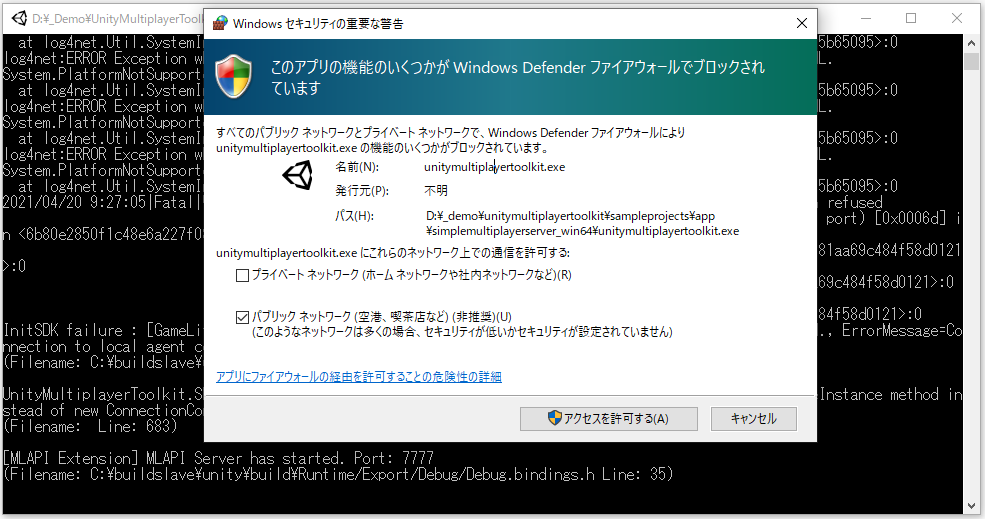 D:¥_Demo¥UnityMultiplayerTool
Windows セキュリティの重要な警告
このアプリの機能のいくつかが Windows Defender ファイアウォールでブロックされ
ています
すべてのパブリック ネットワークとプライベート ネットワークで、Windows Defender ファイアウォールにより
unitymultiplayertoolkit.exe の機能のいくつかがブロックされています。
名前(N): unitymultiplayertoolkit.exe
発行元(P): 不明
パス(H): D:¥_demo¥unitymultiplayertoolkit¥sampleprojects¥app
¥simplemultiplayerserver_win64¥unitymultiplayertoolkit.exe
unitymultiplayertoolkit.exe にこれらのネットワーク上での通信を許可する:
プライベート ネットワーク (ホーム ネットワークや社内ネットワークなど)(R)
パブリック ネットワーク (空港、喫茶店など) (非推奨)(U)
(このようなネットワークは多くの場合、セキュリティが低いかセキュリティが設定されていません)
アプリにファイアウォールの経由を許可することの危険性の詳細
アクセスを許可する(A) キャンセル
at log4net.Util.SystemIn 5b65095>:0
log4net:ERROR Exception w L.
System.PlatformNotSupport
at log4net.Util.SystemIn 5b65095>:0
log4net:ERROR Exception w L.
System.PlatformNotSupport
at log4net.Util.SystemIn 5b65095>:0
log4net:ERROR Exception w L.
System.PlatformNotSupport
at log4net.Util.SystemIn 5b65095>:0
2021/04/20 9:27:05|Fatal| refused
port) [0x0006d] i
n <6b80e2850f1c48e6a227f0
81aa69c484f58d0121
>:0
69c484f58d0121>:0
84f58d0121>:0
InitSDK failure : [GameLi ., ErrorMessage=Co
nnection to local agent c
(Filename: C:¥buildslave¥
UnityMultiplayerToolkit.S Instance method in
stead of new ConnectionCo
(Filename: Line: 683)
[MLAPI Extension] MLAPI Server has started. Port: 7777
(Filename: C:¥buildslave¥unity¥build¥Runtime/Export/Debug/Debug.bindings.h Line: 35)